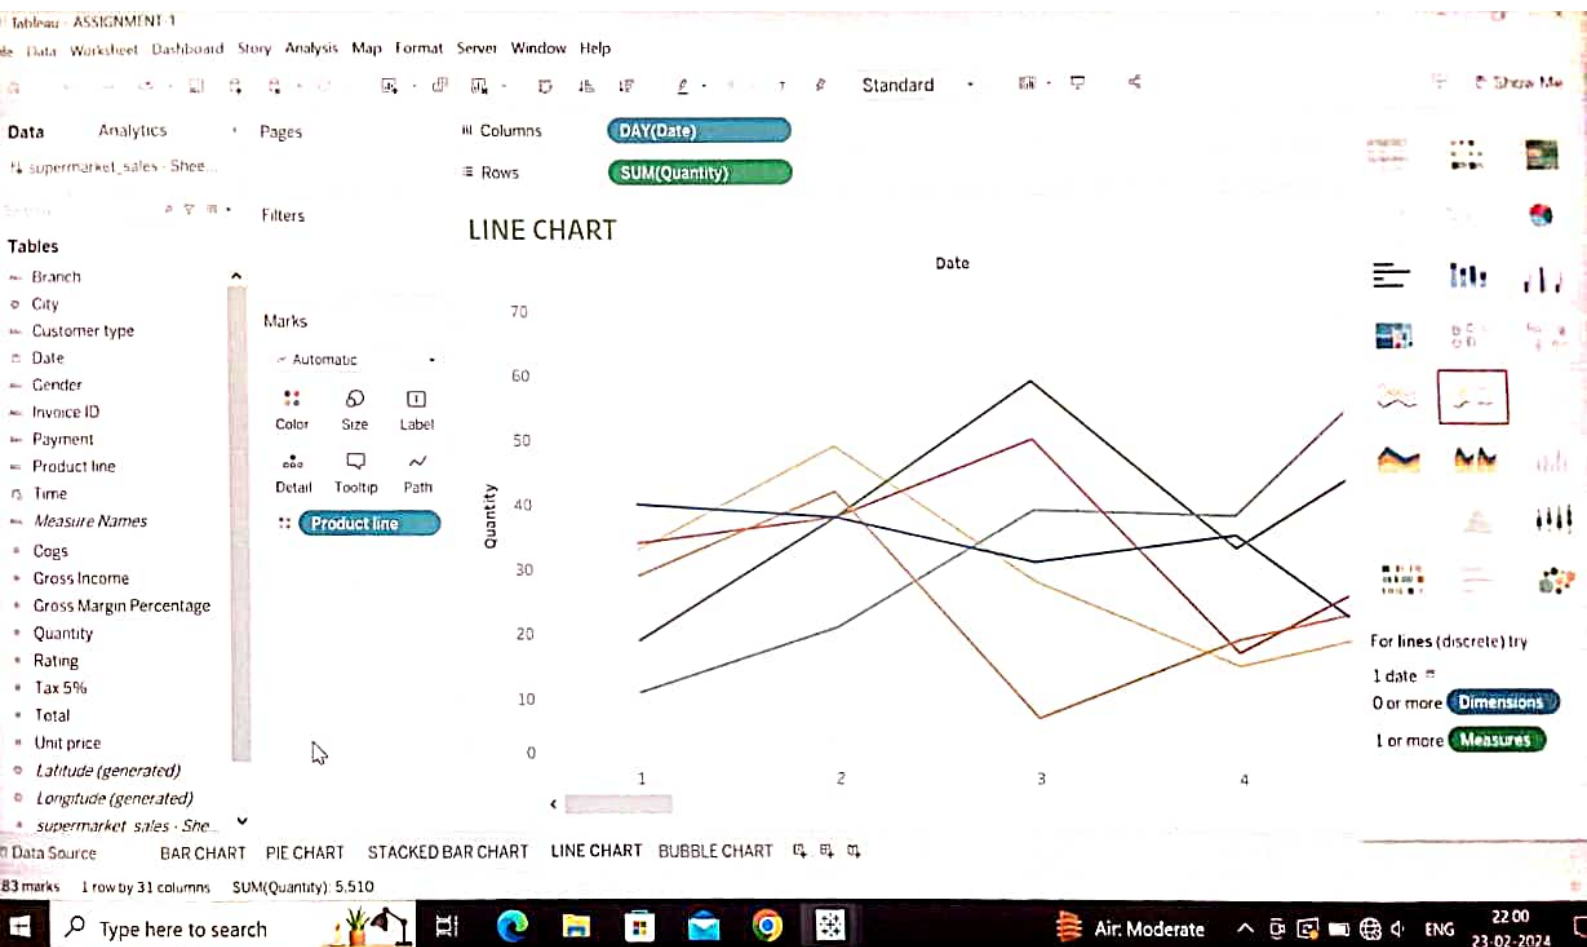 Tableau - ASSIGNMENT-1
Data Worksheet Dashboard Story Analysis Map Format Server Window Help
Standard
Show Me
Data Analytics
Pages
Columns DAY(Date)
supermarket_sales - Shee...
Rows SUM(Quantity)
Filters
LINE CHART
Tables
Date
Branch
City
Customer type
Date
Gender
Invoice ID
Payment
Product line
Time
Measure Names
Cogs
Gross Income
Gross Margin Percentage
Quantity
Rating
Tax 5%
Total
Unit price
Latitude (generated)
Longitude (generated)
supermarket_sales - She...
Marks
Automatic
Color Size Label
Detail Tooltip Path
Product line
Quantity
70
60
50
40
30
20
10
0
1 2 3 4
For lines (discrete) try
1 date
0 or more Dimensions
1 or more Measures
Data Source BAR CHART PIE CHART STACKED BAR CHART LINE CHART BUBBLE CHART
83 marks 1 row by 31 columns SUM(Quantity): 5,510
Type here to search
Air: Moderate
ENG
22:00
23-02-2024